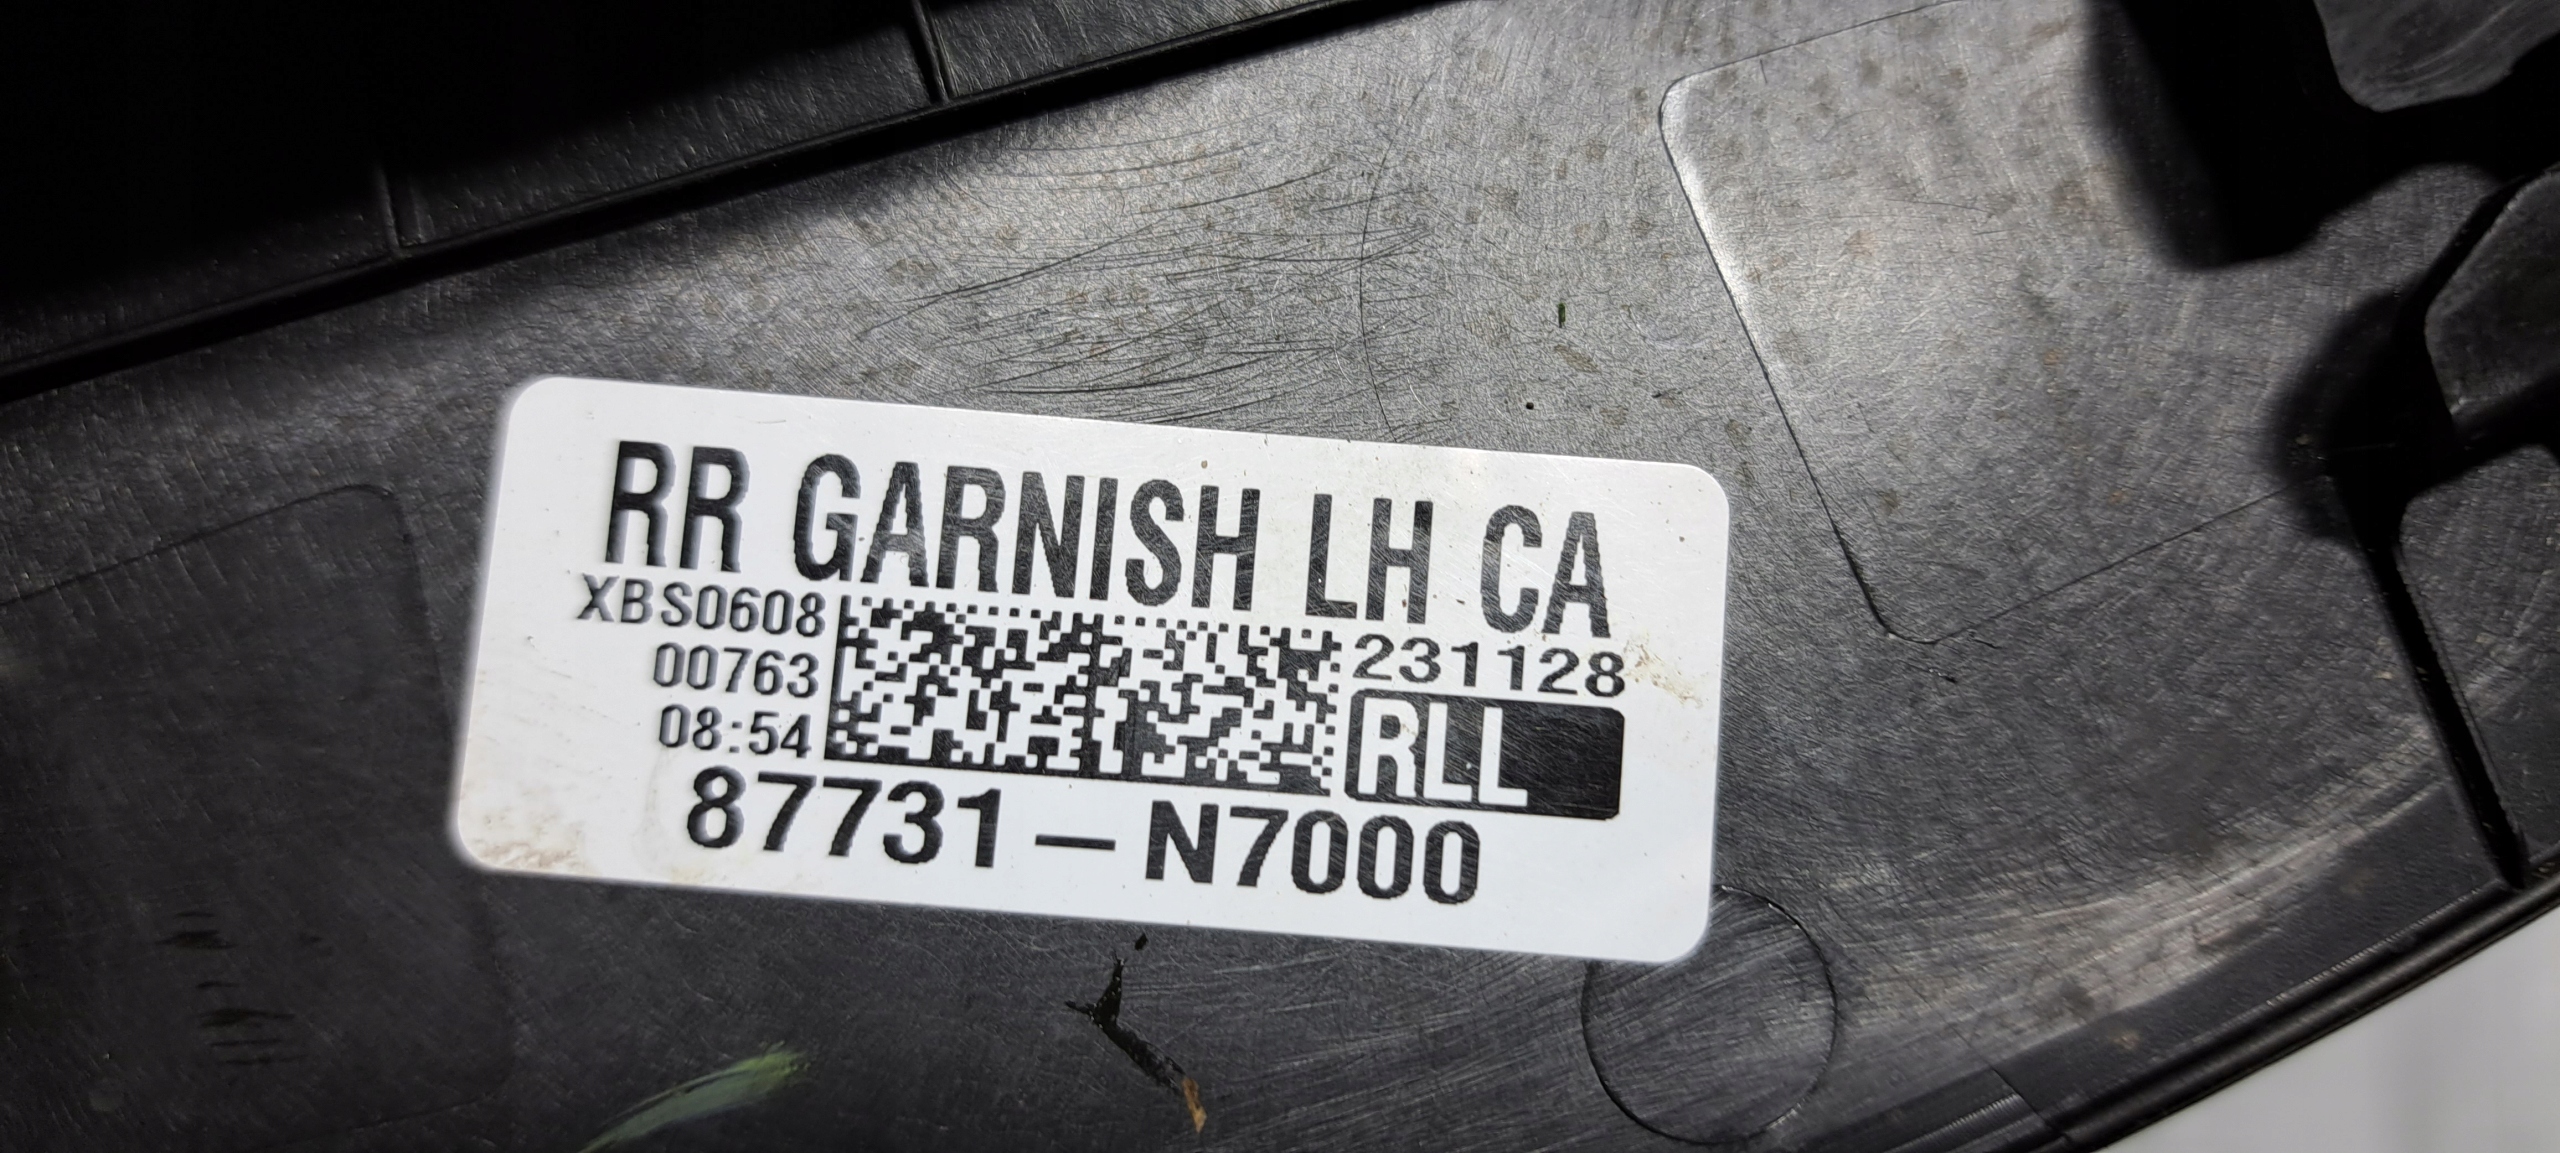 RR GARNISH LH CA
XBS0608
00763
08:54
231128
RLL
87731-N7000